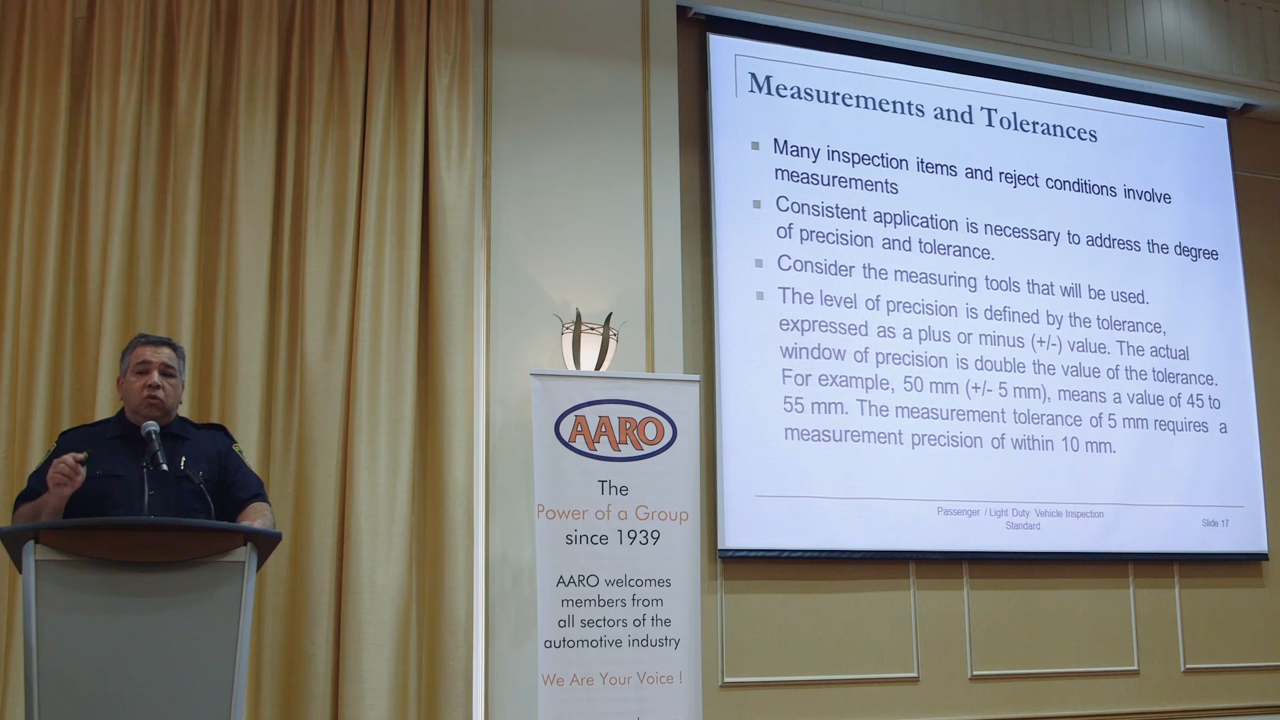 Measurements and Tolerances
Many inspection items and reject conditions involve
measurements
Consistent application is necessary to address the degree
of precision and tolerance.
Consider the measuring tools that will be used.
The level of precision is defined by the tolerance,
expressed as a plus or minus (+/-) value. The actual
window of precision is double the value of the tolerance.
For example, 50 mm (+/- 5 mm), means a value of 45 to
55 mm. The measurement tolerance of 5 mm requires a
measurement precision of within 10 mm.
Passenger / Light Duty Vehicle Inspection
Standard
Slide 17
AARO
The
Power of a Group
since 1939
AARO welcomes
members from
all sectors of the
automotive industry
We Are Your Voice !